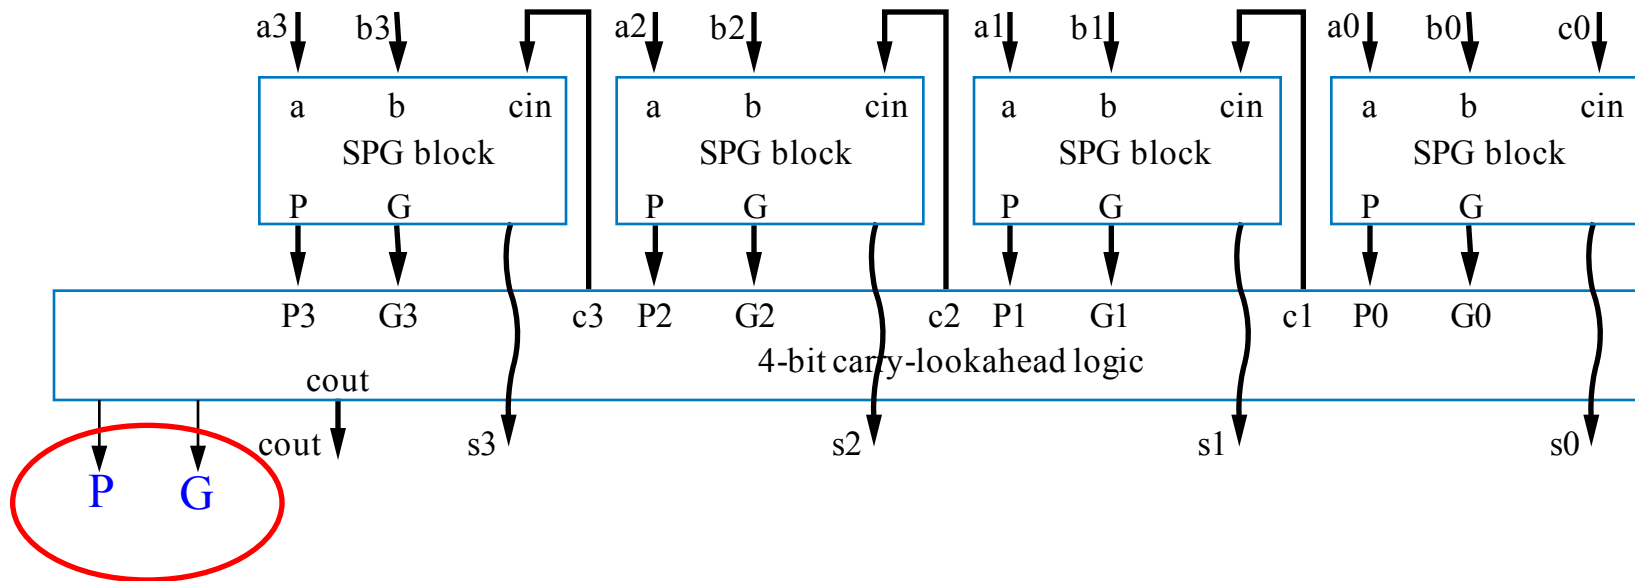 a3 b3 a2 b2 a1 b1 a0 b0 c0
a b cin a b cin a b cin a b cin
SPG block SPG block SPG block SPG block
P G P G P G P G
P3 G3 c3 P2 G2 c2 P1 G1 c1 P0 G0
4-bit carry-lookahead logic
cout
cout s3 s2 s1 s0
P G